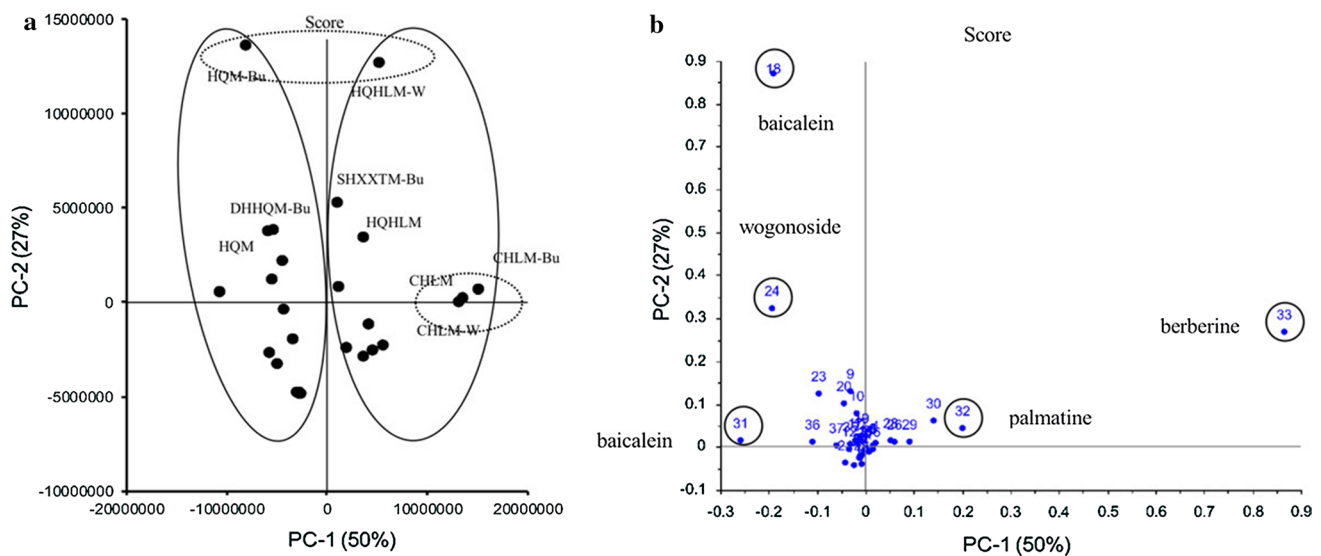 a
Score
15000000
HQM-Bu
HQHLM-W
10000000
SHXXTM-Bu
5000000
DHHQM-Bu
HQHLM
HQM
CHLM-Bu
CHLM
0
CHLM-W
-5000000
-10000000
-20000000 -10000000 0 10000000 20000000
PC-1 (50%)
PC-2 (27%)
b
Score
0.9
18
0.8
baicalein
0.7
0.6
wogonoside
0.5
0.4
24
0.3
33
berberine
0.2
9
23
20
10
0.1
30
32
palmatine
31
36
37
29
baicalein
0
-0.1
-0.3 -0.2 -0.1 0 0.1 0.2 0.3 0.4 0.5 0.6 0.7 0.8 0.9
PC-1 (50%)
PC-2 (27%)